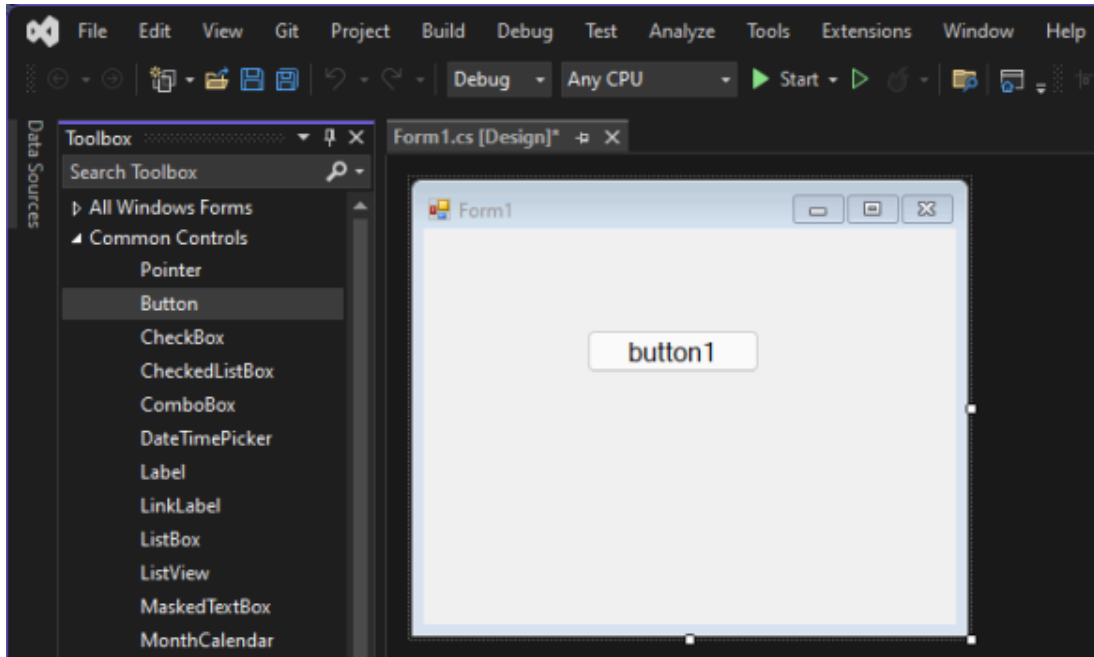 File Edit View Git Project Build Debug Test Analyze Tools Extensions Window Help
Debug Any CPU Start
Data Sources
Toolbox
Form1.cs [Design]*
Search Toolbox
All Windows Forms
Common Controls
Pointer
Button
CheckBox
CheckedListBox
ComboBox
DateTimePicker
Label
LinkLabel
ListBox
ListView
MaskedTextBox
MonthCalendar
Form1
button1